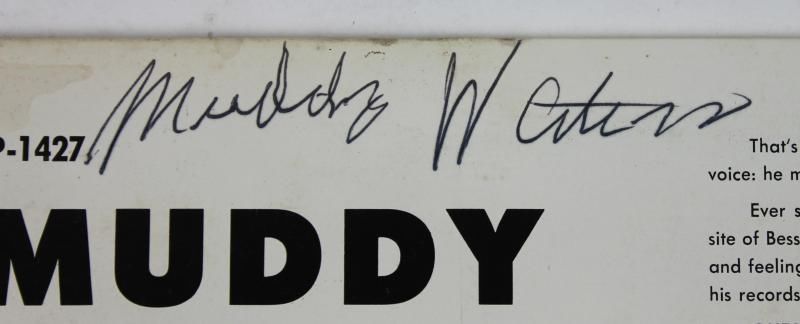 Muddy Waters
P-1427
MUDDY
That's
voice: he m
Ever s
site of Bess
and feeling
his records